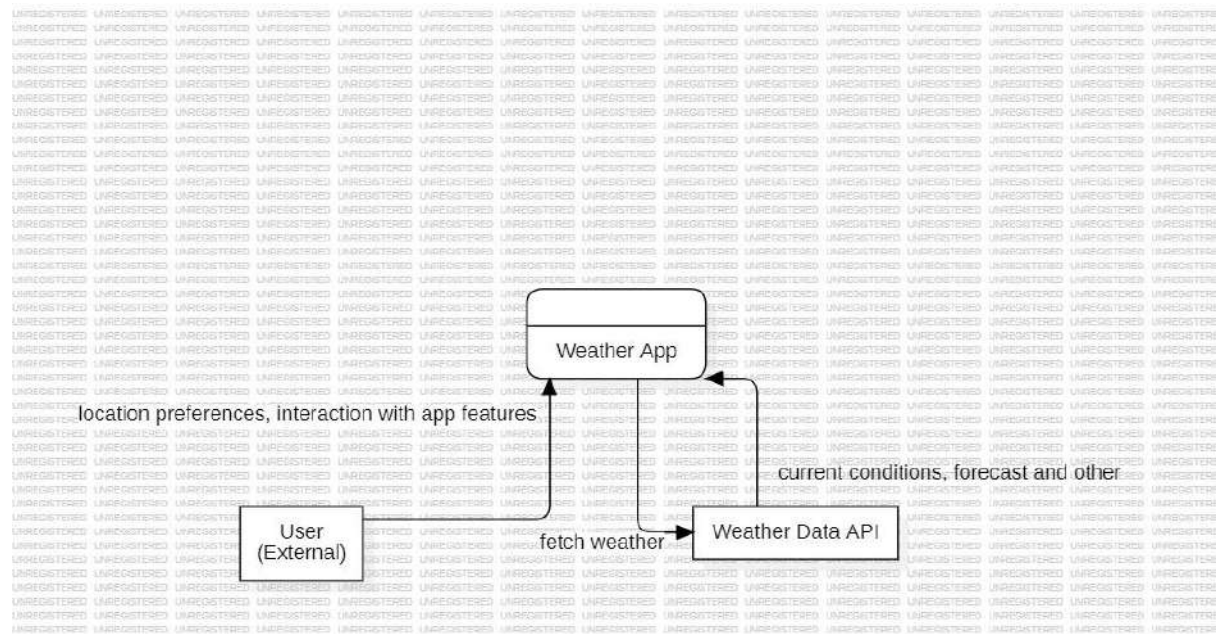 Weather App
location preferences, interaction with app features
current conditions, forecast and other
User
(External)
fetch weather
Weather Data API
UNREGISTERED